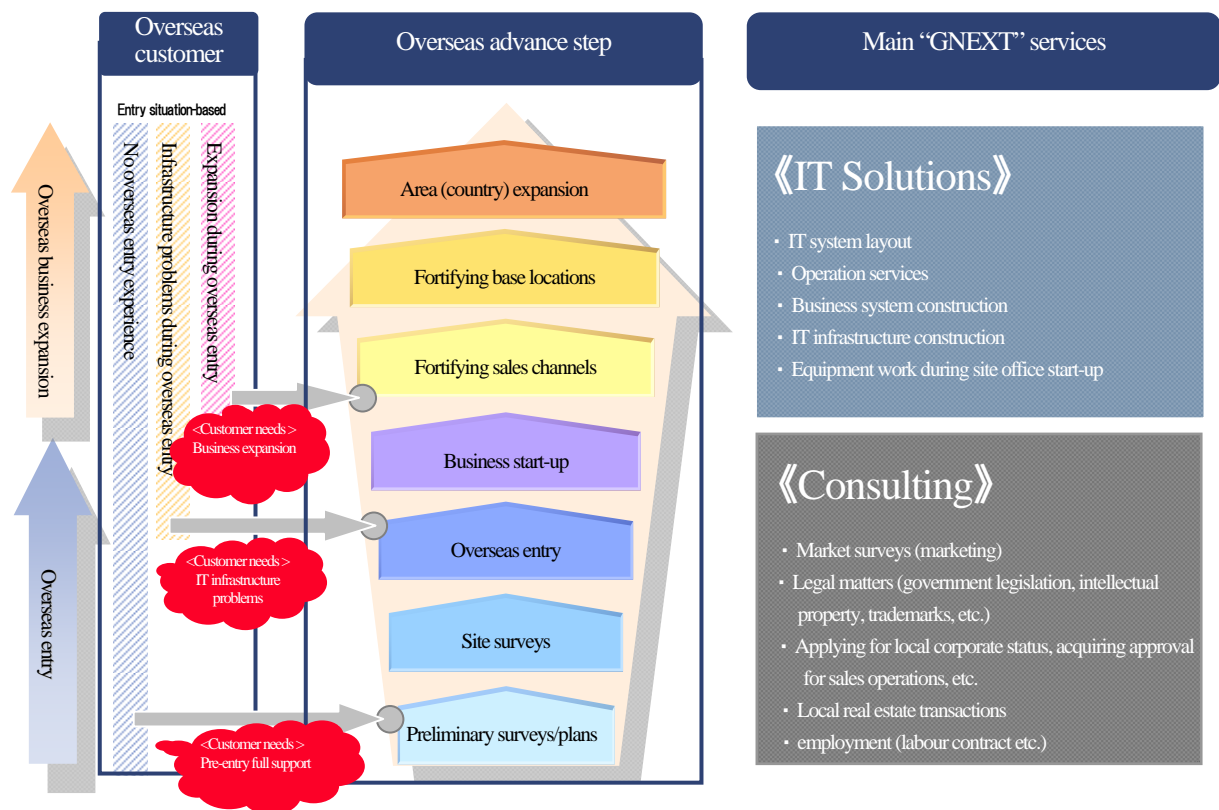 Overseas
customer
Overseas advance step
Main “GNEXT” services
Entry situation-based
No overseas entry experience
Infrastructure problems during overseas entry
Expansion during overseas entry
Overseas business expansion
Overseas entry
<Customer needs >
Business expansion
<Customer needs >
IT infrastructure
problems
<Customer needs >
Pre-entry full support
Area (country) expansion
Fortifying base locations
Fortifying sales channels
Business start-up
Overseas entry
Site surveys
Preliminary surveys/plans
《IT Solutions》
・IT system layout
・Operation services
・Business system construction
・IT infrastructure construction
・Equipment work during site office start-up
《Consulting》
・Market surveys (marketing)
・Legal matters (government legislation, intellectual
property, trademarks, etc.)
・Applying for local corporate status, acquiring approval
for sales operations, etc.
・Local real estate transactions
・employment (labour contract etc.)